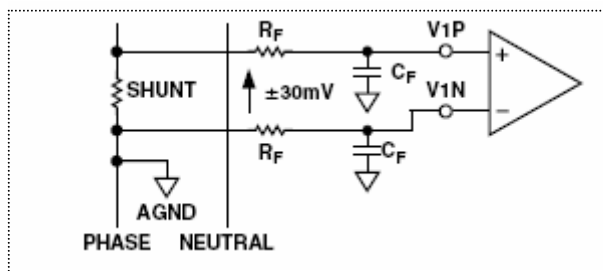 RF
V1P
+
SHUNT
CF
±30mV
V1N
−
RF
CF
AGND
PHASE NEUTRAL